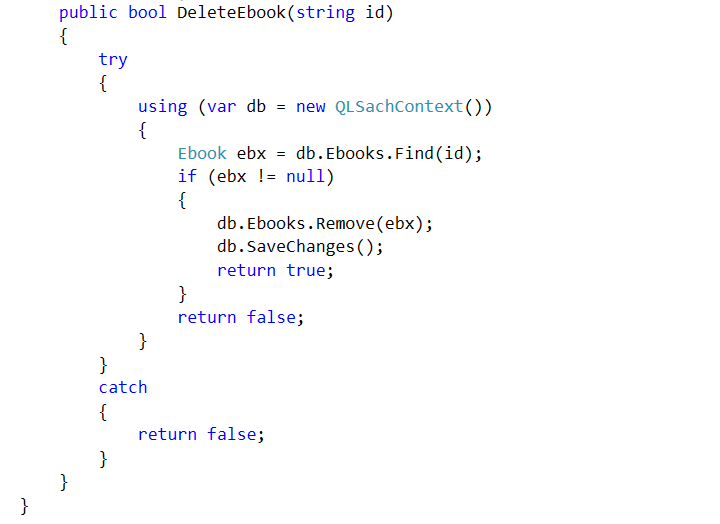 public bool DeleteEbook(string id)
{
try
{
using (var db = new QLSachContext())
{
Ebook ebx = db.Ebooks.Find(id);
if (ebx != null)
{
db.Ebooks.Remove(ebx);
db.SaveChanges();
return true;
}
return false;
}
}
catch
{
return false;
}
}
}